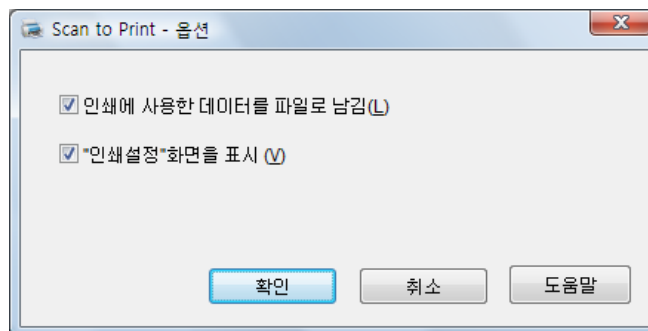 Scan to Print - 옵션
인쇄에 사용한 데이터를 파일로 남김(L)
"인쇄설정"화면을 표시 (V)
확인 취소 도움말